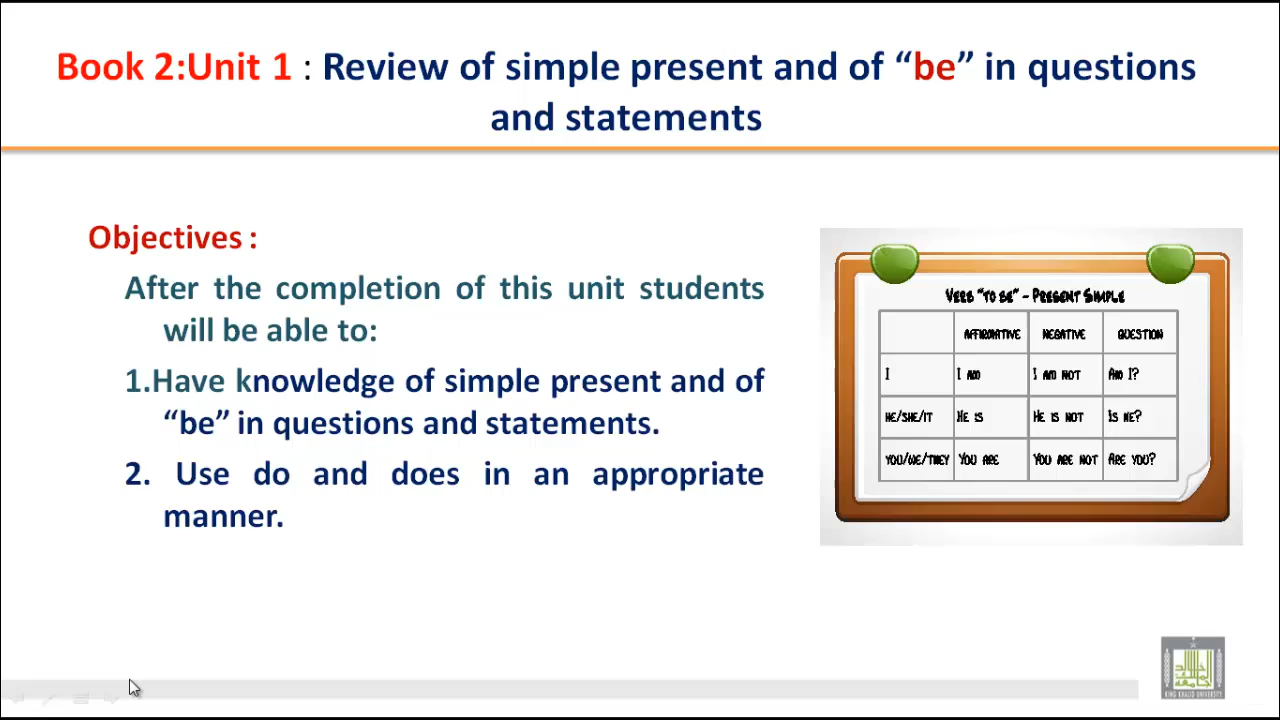 Book 2:Unit 1 : Review of simple present and of “be” in questions
and statements
Objectives :
After the completion of this unit students
will be able to:
1.Have knowledge of simple present and of
“be” in questions and statements.
2. Use do and does in an appropriate
manner.
VERB "TO BE" - PRESENT SIMPLE
AFFIRMATIVE NEGATIVE QUESTION
I I AM I AM NOT AM I?
HE/SHE/IT HE IS HE IS NOT IS HE?
YOU/WE/THEY YOU ARE YOU ARE NOT ARE YOU?
KING KHALID UNIVERSITY